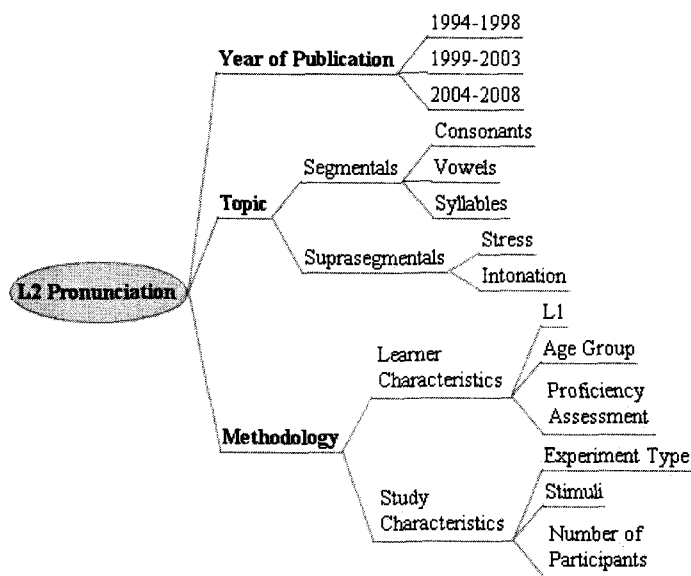 1994-1998
Year of Publication
1999-2003
2004-2008
Consonants
Segmentals
Vowels
Topic
Syllables
Suprasegmentals
Stress
Intonation
L2 Pronunciation
L1
Learner
Characteristics
Age Group
Proficiency
Assessment
Methodology
Experiment Type
Study
Characteristics
Stimuli
Number of
Participants